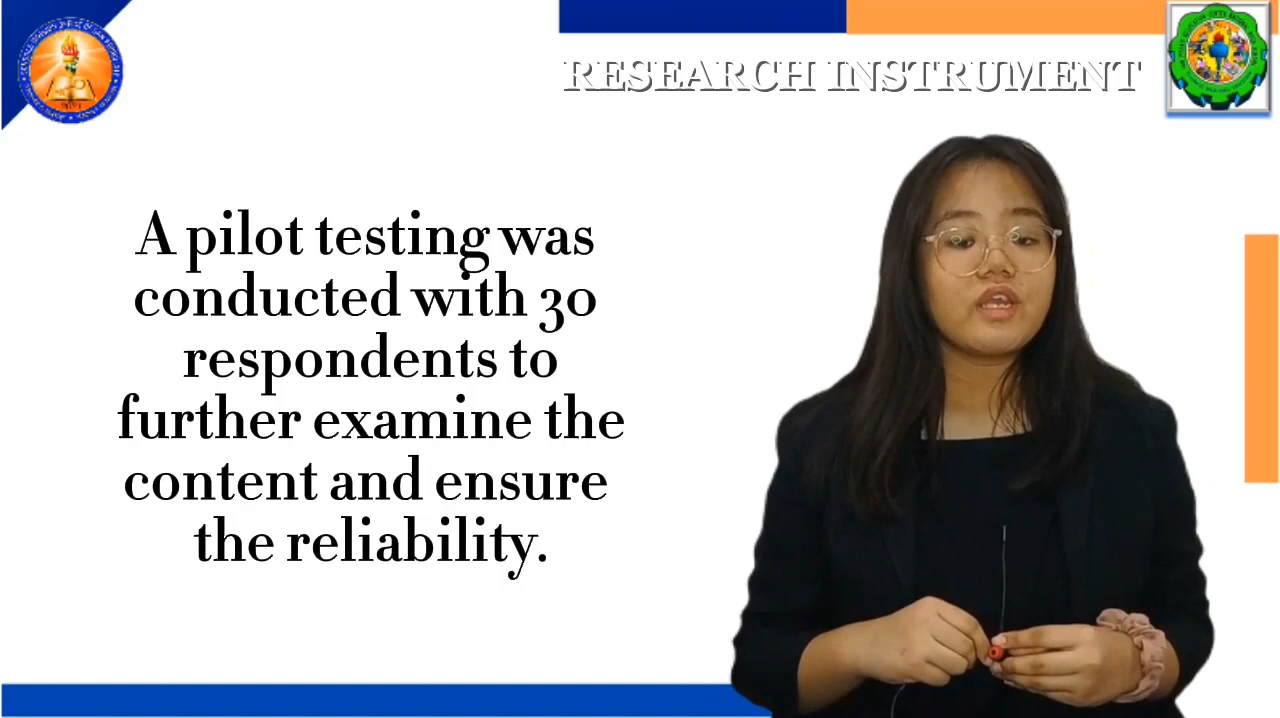 RESEARCH INSTRUMENT
A pilot testing was
conducted with 30
respondents to
further examine the
content and ensure
the reliability.